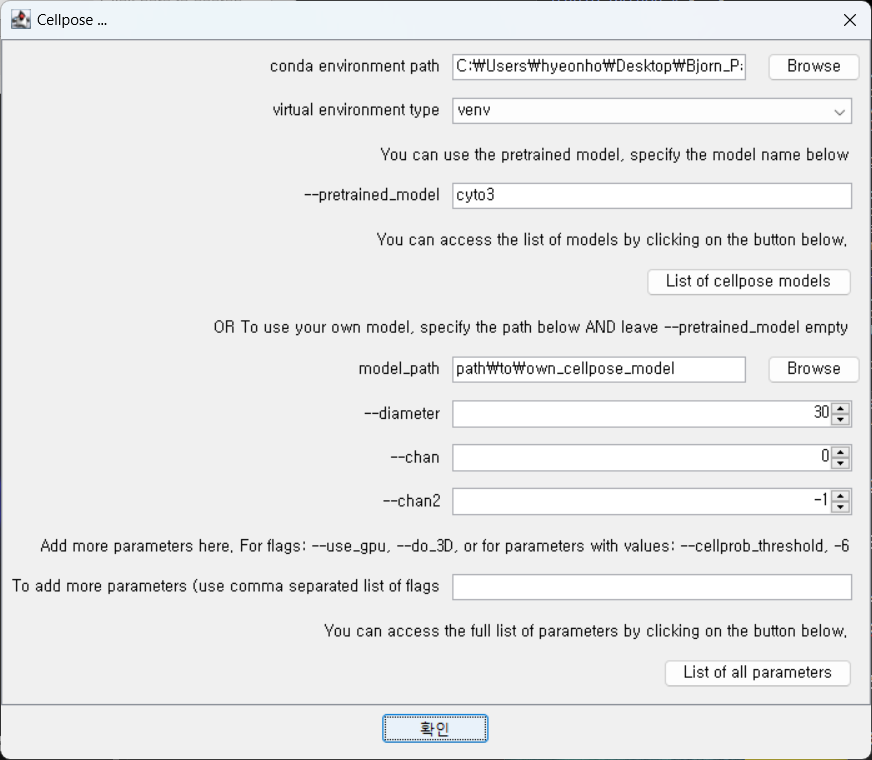 Cellpose ...
conda environment path C:₩Users₩hyeonho₩Desktop₩Bjorn_P: Browse
virtual environment type venv
You can use the pretrained model, specify the model name below
--pretrained_model cyto3
You can access the list of models by clicking on the button below.
List of cellpose models
OR To use your own model, specify the path below AND leave --pretrained_model empty
model_path path₩to₩own_cellpose_model Browse
--diameter 30
--chan 0
--chan2 -1
Add more parameters here. For flags: --use_gpu, --do_3D, or for parameters with values: --cellprob_threshold, -6
To add more parameters (use comma separated list of flags
You can access the full list of parameters by clicking on the button below.
List of all parameters
확인